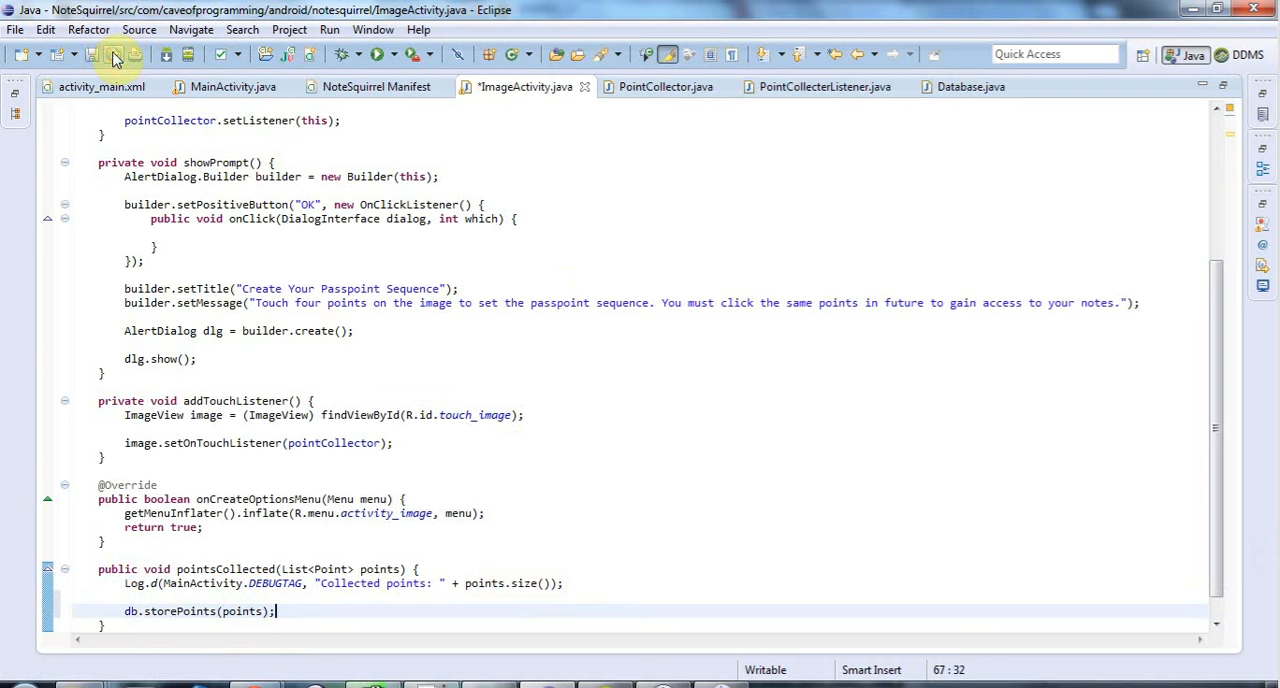 Java - NoteSquirrel/src/com/caveofprogramming/android/notesquirrel/ImageActivity.java - Eclipse
File Edit Refactor Source Navigate Search Project Run Window Help
Quick Access Java DDMS
activity_main.xml MainActivity.java NoteSquirrel Manifest *ImageActivity.java PointCollector.java PointCollecterListener.java Database.java
pointCollector.setListener(this);
}
private void showPrompt() {
AlertDialog.Builder builder = new Builder(this);
builder.setPositiveButton("OK", new OnClickListener() {
public void onClick(DialogInterface dialog, int which) {
}
});
builder.setTitle("Create Your Passpoint Sequence");
builder.setMessage("Touch four points on the image to set the passpoint sequence. You must click the same points in future to gain access to your notes.");
AlertDialog dlg = builder.create();
dlg.show();
}
private void addTouchListener() {
ImageView image = (ImageView) findViewById(R.id.touch_image);
image.setOnTouchListener(pointCollector);
}
@Override
public boolean onCreateOptionsMenu(Menu menu) {
getMenuInflater().inflate(R.menu.activity_image, menu);
return true;
}
public void pointsCollected(List<Point> points) {
Log.d(MainActivity.DEBUGTAG, "Collected points: " + points.size());
db.storePoints(points);
}
Writable Smart Insert 67 : 32